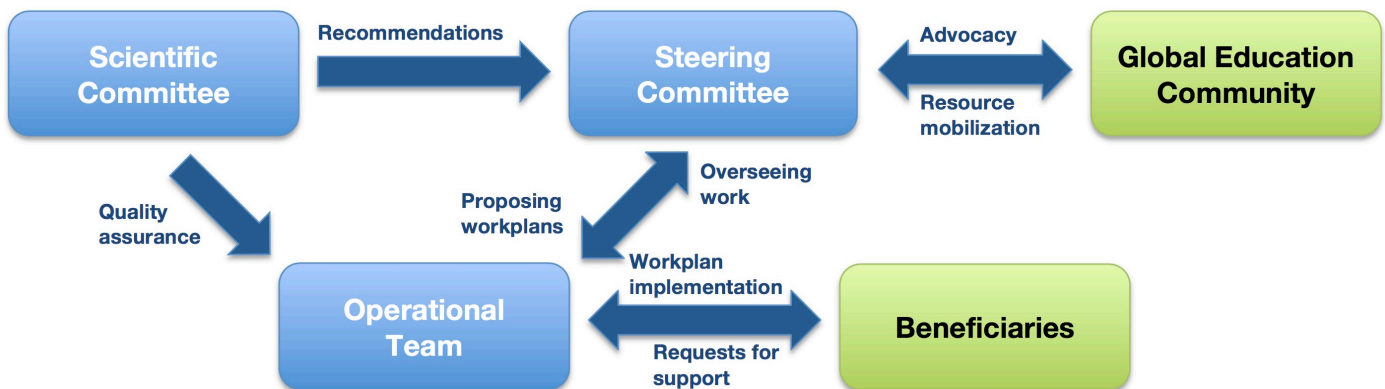 Scientific
Committee
Recommendations
Steering
Committee
Advocacy
Resource
mobilization
Global Education
Community
Quality
assurance
Proposing
workplans
Overseeing
work
Operational
Team
Workplan
implementation
Requests for
support
Beneficiaries